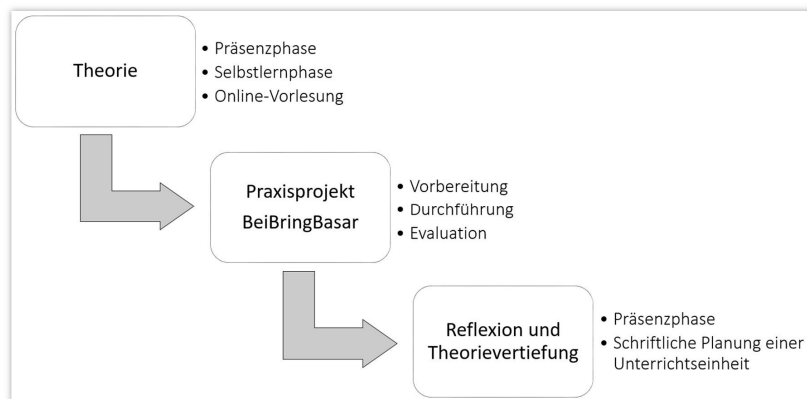 Theorie
• Präsenzphase
• Selbstlernphase
• Online-Vorlesung
Praxisprojekt
BeiBringBasar
• Vorbereitung
• Durchführung
• Evaluation
Reflexion und
Theorievertiefung
• Präsenzphase
• Schriftliche Planung einer
Unterrichtseinheit